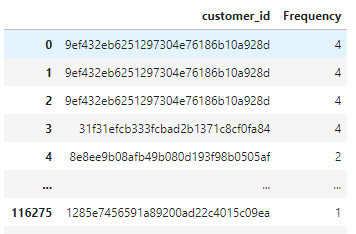 customer_id Frequency
0 9ef432eb6251297304e76186b10a928d 4
1 9ef432eb6251297304e76186b10a928d 4
2 9ef432eb6251297304e76186b10a928d 4
3 31f31efcb333fcbad2b1371c8cf0fa84 4
4 8e8ee9b08afb49b080d193f98b0505af 2
... ... ...
116275 1285e7456591a89200ad22c4015c09ea 1